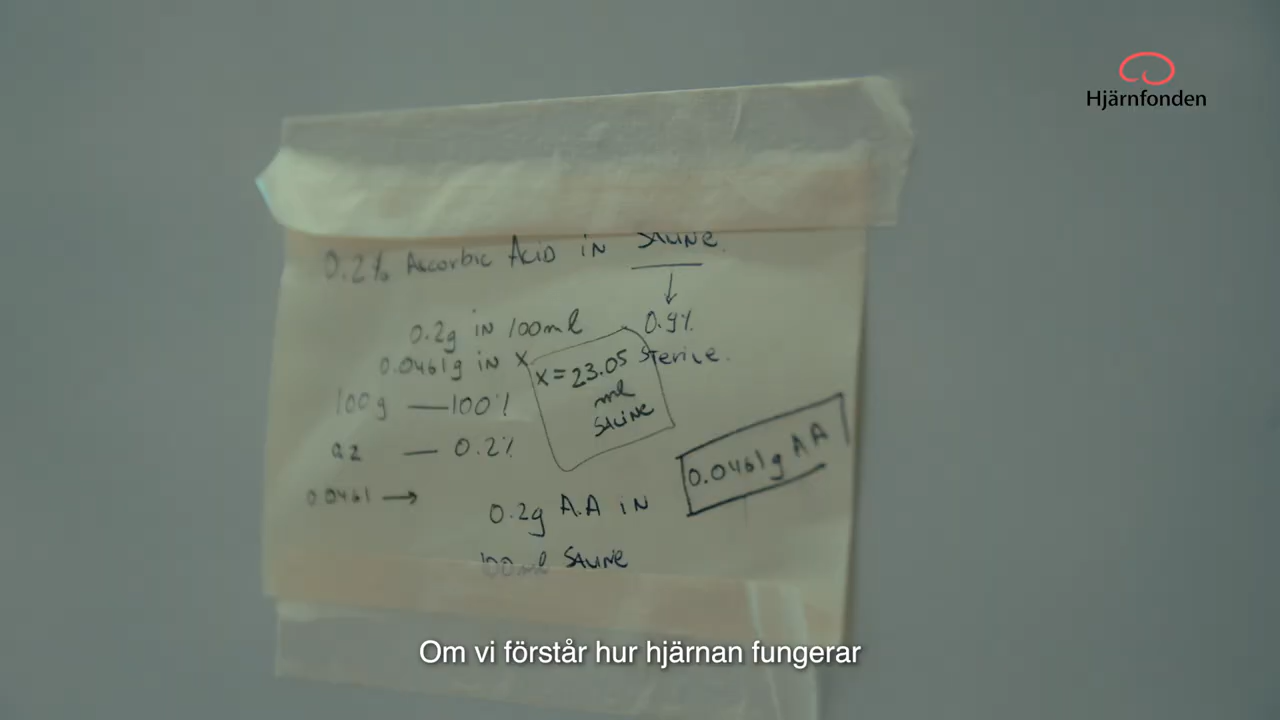 Hjärnfonden
0.2% Ascorbic Acid in SALINE.
0.2g iN 100ml
0.9%
0.0461g iN X
STERILE.
X = 23.05
ml
SALINE
100g — 100%
0.2 — 0.2%
0.0461g AA
0.0461 →
0.2g A.A iN
100ml SALINE
Om vi förstår hur hjärnan fungerar